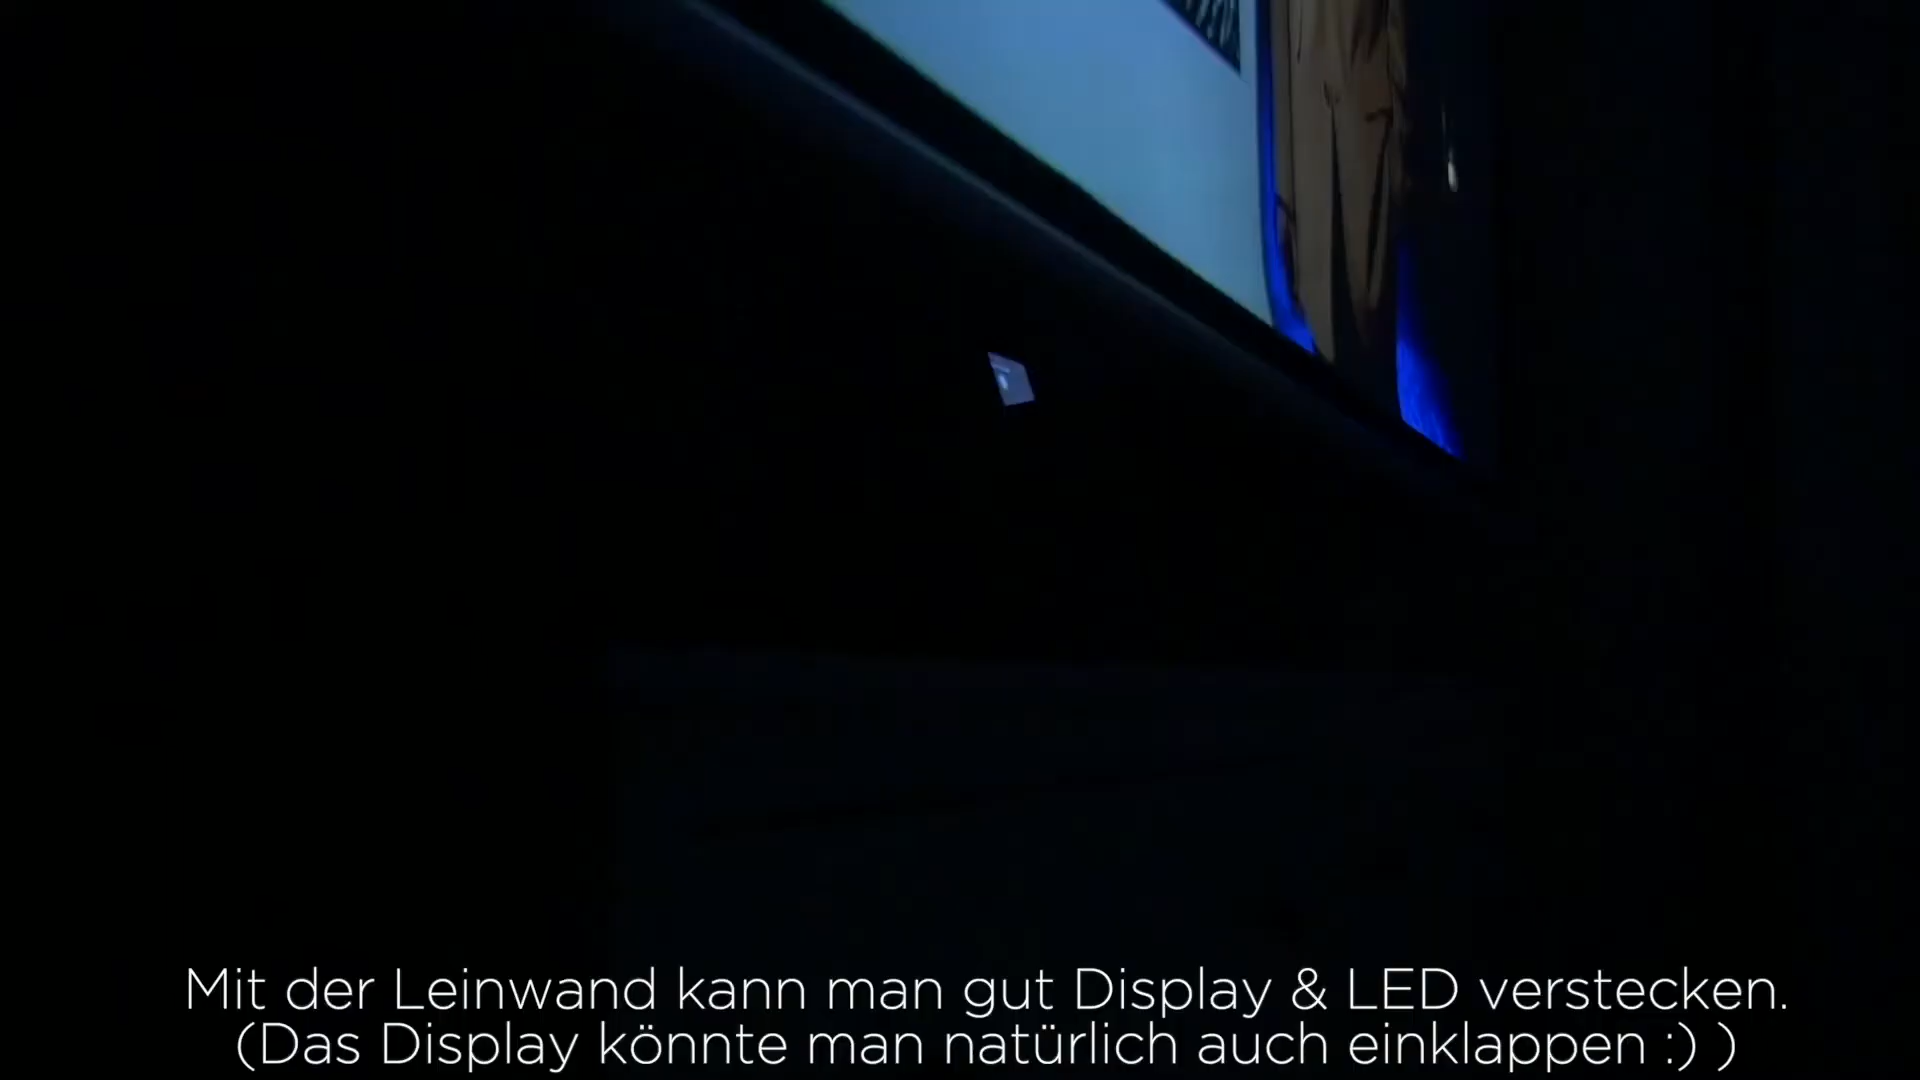 Mit der Leinwand kann man gut Display & LED verstecken.
(Das Display könnte man natürlich auch einklappen :) )